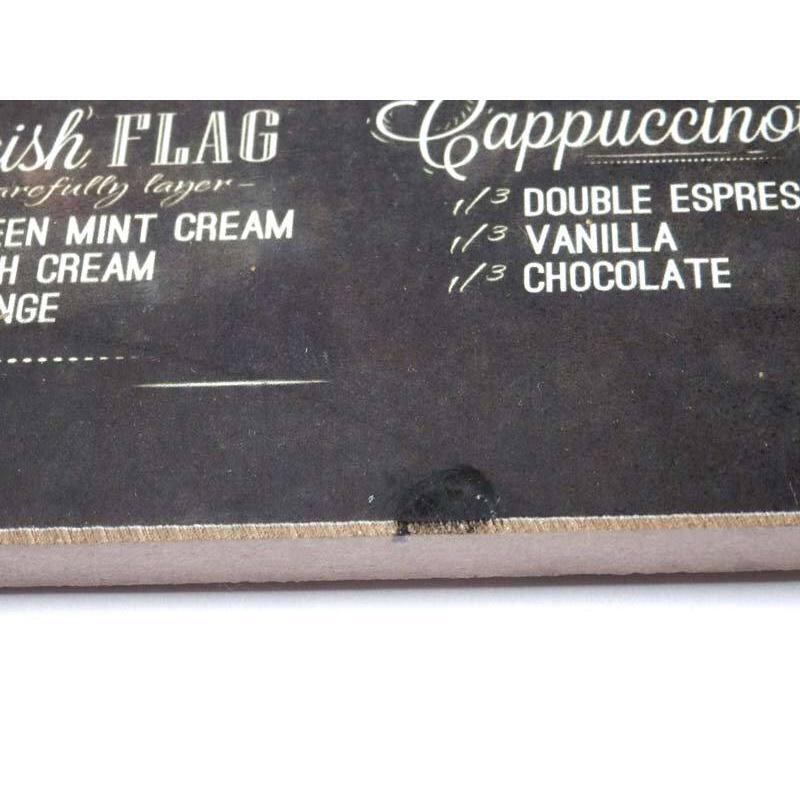 ish FLAG
carefully layer –
EEN MINT CREAM
H CREAM
NGE
Cappuccino
1/3 DOUBLE ESPRES
1/3 VANILLA
1/3 CHOCOLATE